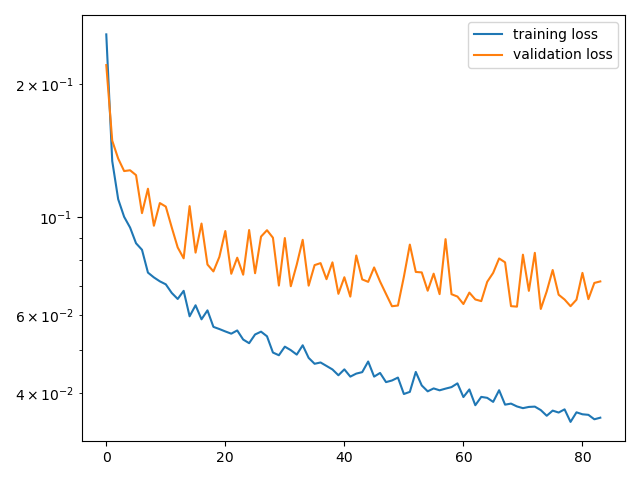 training loss
validation loss
2 × 10⁻¹
10⁻¹
6 × 10⁻²
4 × 10⁻²
0 20 40 60 80